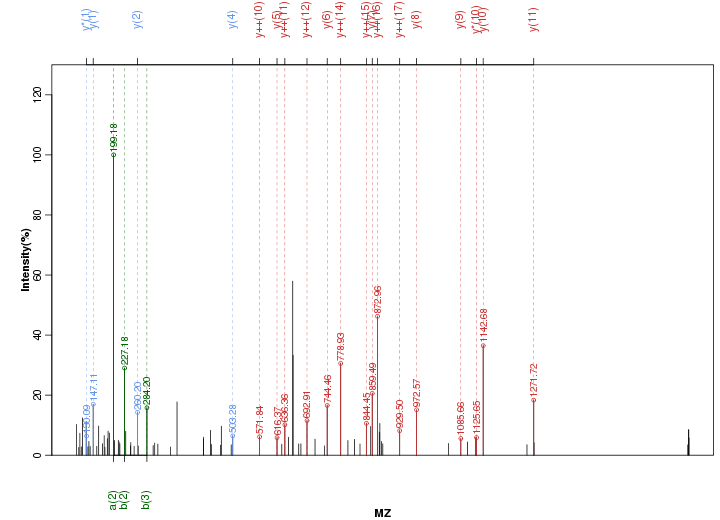 y*(1)
y(1)
y(2)
y(4)
y++(10)
y(5)
y++(11)
y++(12)
y(6)
y++(14)
y++(15)
y++(16)
y++(17)
y(8)
y(9)
y*(10)
y(10)
y(11)
Intensity(%)
0
20
40
60
80
100
120
130.09
147.11
199.18
227.18
260.20
284.20
503.28
571.84
616.37
636.36
692.91
744.46
778.93
844.45
859.49
872.96
929.50
972.57
1085.66
1125.65
1142.68
1271.72
a(2)
b(2)
b(3)
MZ